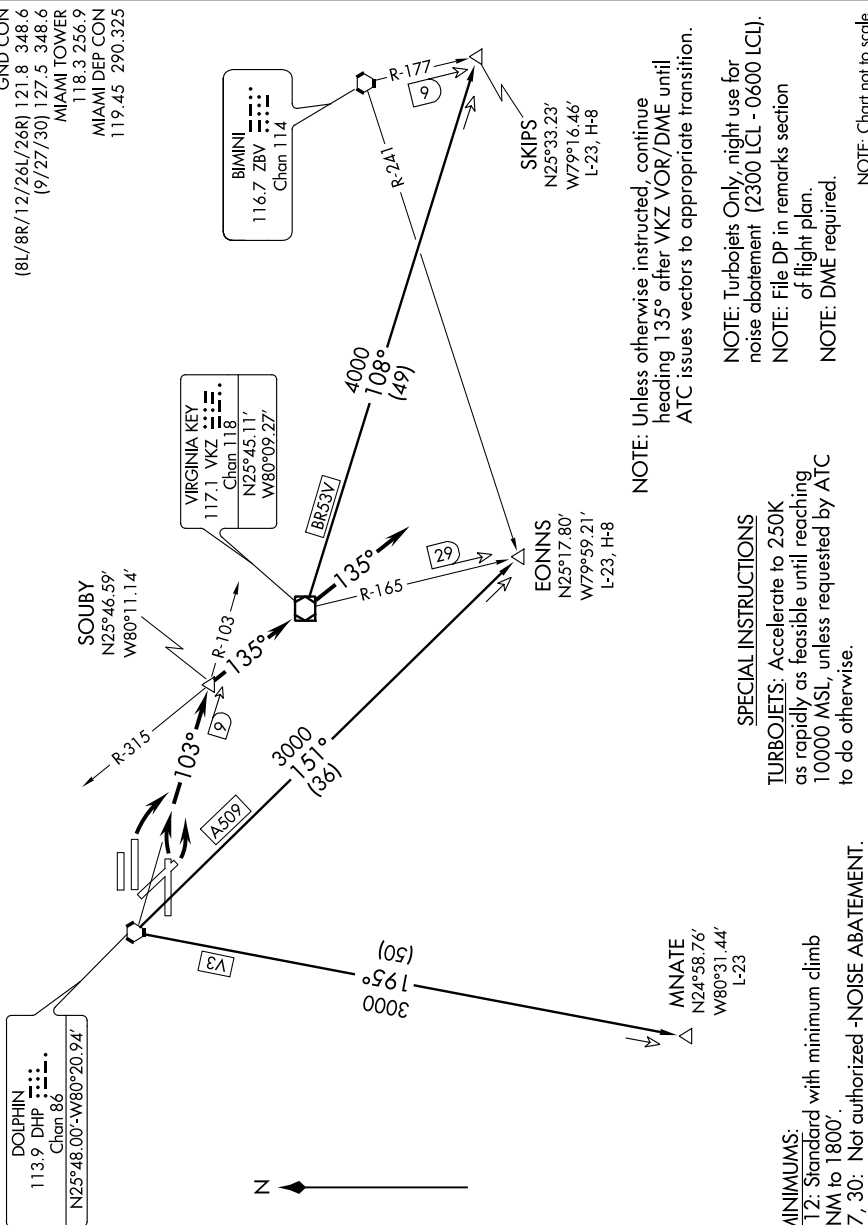 GND CON
(8L/8R/12/26L/26R) 121.8 348.6
(9/27/30) 127.5 348.6
MIAMI TOWER
118.3 256.9
MIAMI DEP CON
119.45 290.325
BIMINI
116.7 ZBV
Chan 114
R-177
9
R-241
SKIPS
N25°33.23'
W79°16.46'
L-23, H-8
VIRGINIA KEY
117.1 VKZ
Chan 118
N25°45.11'
W80°09.27'
4000
108°
(49)
BR53V
SOUBY
N25°46.59'
W80°11.14'
R-103
R-315
135°
9
103°
135°
R-165
29
EONNS
N25°17.80'
W79°59.21'
L-23, H-8
3000
151°
(36)
A509
DOLPHIN
113.9 DHP
Chan 86
N25°48.00'-W80°20.94'
V3
3000
195°
(50)
MNATE
N24°58.76'
W80°31.44'
L-23
N
NOTE: Unless otherwise instructed, continue
heading 135° after VKZ VOR/DME until
ATC issues vectors to appropriate transition.
NOTE: Turbojets Only, night use for
noise abatement (2300 LCL - 0600 LCL).
NOTE: File DP in remarks section
of flight plan.
NOTE: DME required.
NOTE: Chart not to scale
SPECIAL INSTRUCTIONS
TURBOJETS: Accelerate to 250K
as rapidly as feasible until reaching
10000 MSL, unless requested by ATC
to do otherwise.
MINIMUMS:
12: Standard with minimum climb
NM to 1800'.
7, 30: Not authorized -NOISE ABATEMENT.